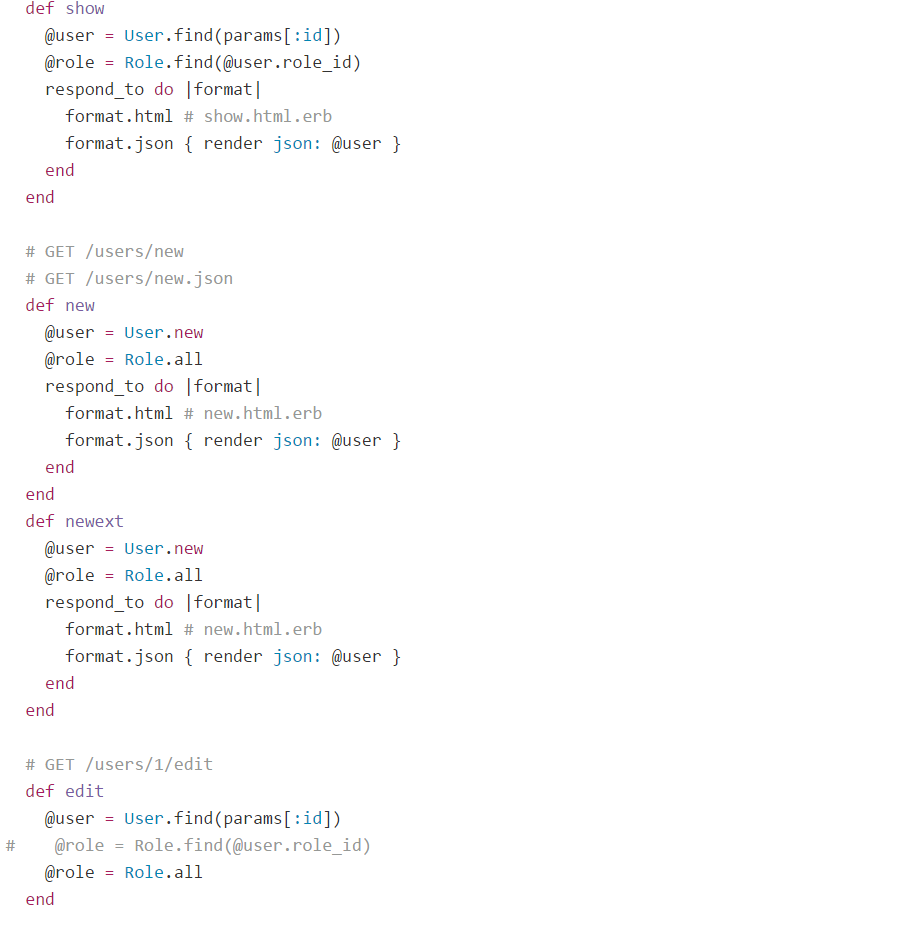 def show
  @user = User.find(params[:id])
  @role = Role.find(@user.role_id)
  respond_to do |format|
    format.html # show.html.erb
    format.json { render json: @user }
  end
end

# GET /users/new
# GET /users/new.json
def new
  @user = User.new
  @role = Role.all
  respond_to do |format|
    format.html # new.html.erb
    format.json { render json: @user }
  end
end
def newext
  @user = User.new
  @role = Role.all
  respond_to do |format|
    format.html # new.html.erb
    format.json { render json: @user }
  end
end

# GET /users/1/edit
def edit
  @user = User.find(params[:id])
#    @role = Role.find(@user.role_id)
  @role = Role.all
end